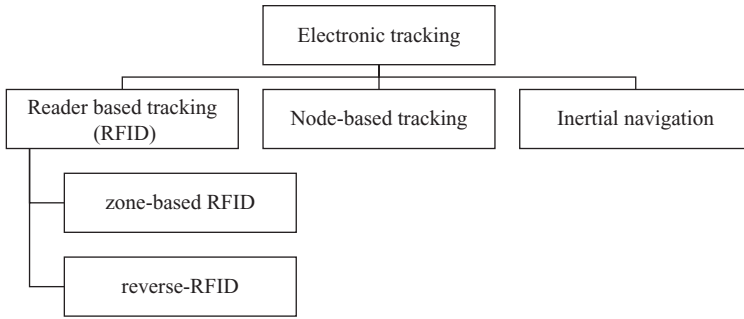 Electronic tracking
Reader based tracking
(RFID)
Node-based tracking
Inertial navigation
zone-based RFID
reverse-RFID